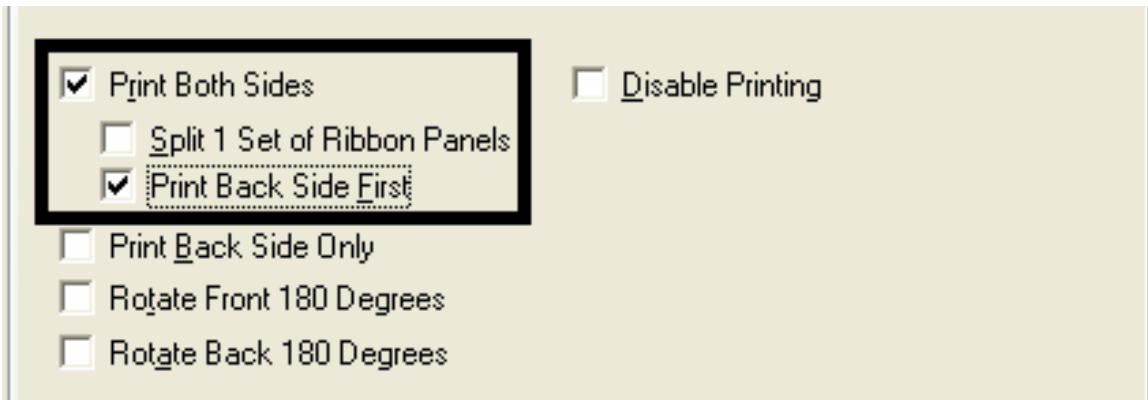 Print Both Sides
Disable Printing
Split 1 Set of Ribbon Panels
Print Back Side First
Print Back Side Only
Rotate Front 180 Degrees
Rotate Back 180 Degrees